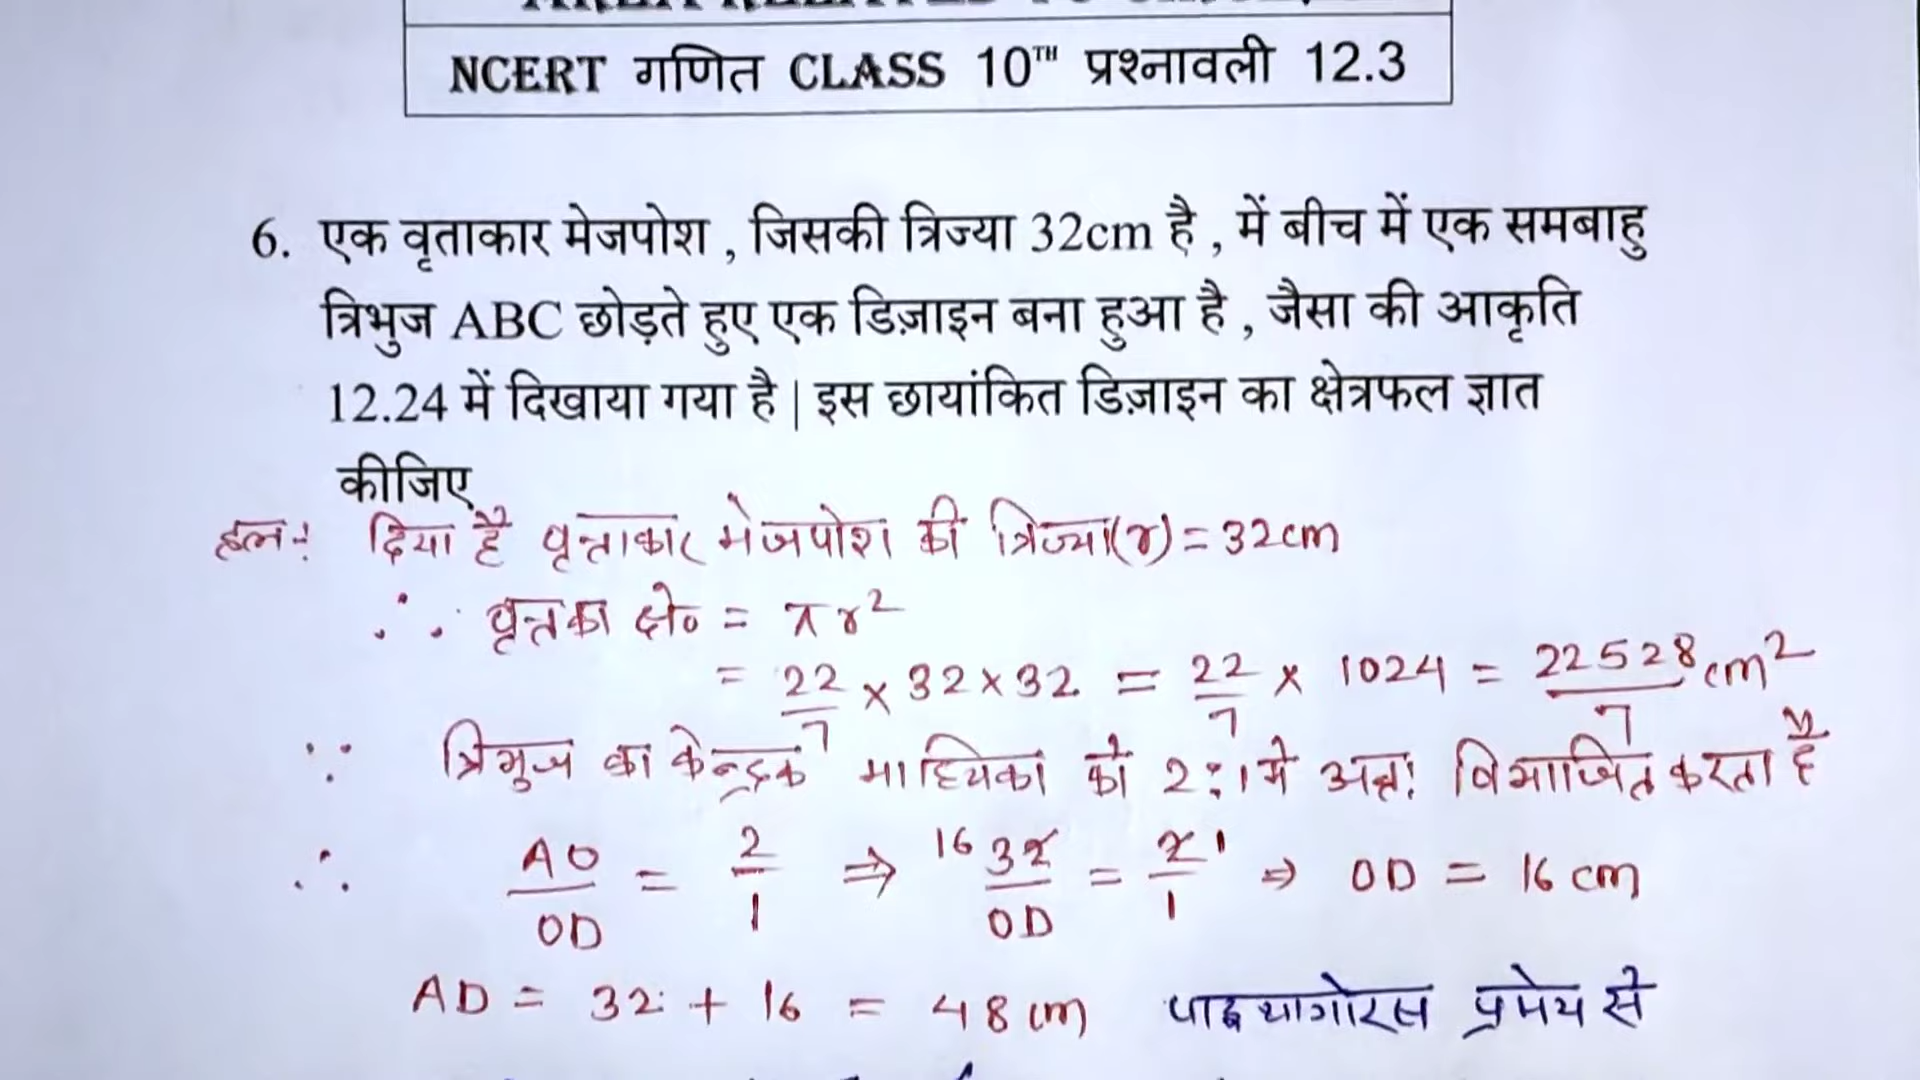 NCERT गणित CLASS 10TH प्रश्नावली 12.3
6. एक वृताकार मेजपोश , जिसकी त्रिज्या 32cm है , में बीच में एक समबाहु
त्रिभुज ABC छोड़ते हुए एक डिज़ाइन बना हुआ है , जैसा की आकृति
12.24 में दिखाया गया है | इस छायांकित डिज़ाइन का क्षेत्रफल ज्ञात
कीजिए
हल:- दिया है वृत्ताकार मेजपोश की त्रिज्या(r) = 32cm
∴ वृत्त का क्षे० = πr²
= 22/7 × 32 × 32 = 22/7 × 1024 = 22528/7 cm²
∵ त्रिभुज का केन्द्रक माध्यिका को 2:1 में अन्त: विभाजित करता है
∴ AO/OD = 2/1 ⇒ 16 32/OD = 2 1/1 ⇒ OD = 16 cm
AD = 32 + 16 = 48 cm पाइथागोरस प्रमेय से